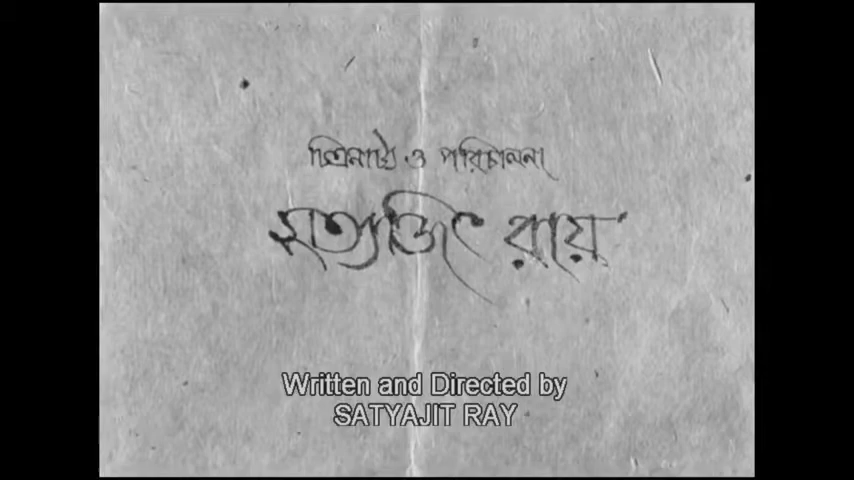 চিত্রনাট্য ও পরিচালনা
সত্যজিৎ রায়
Written and Directed by
SATYAJIT RAY